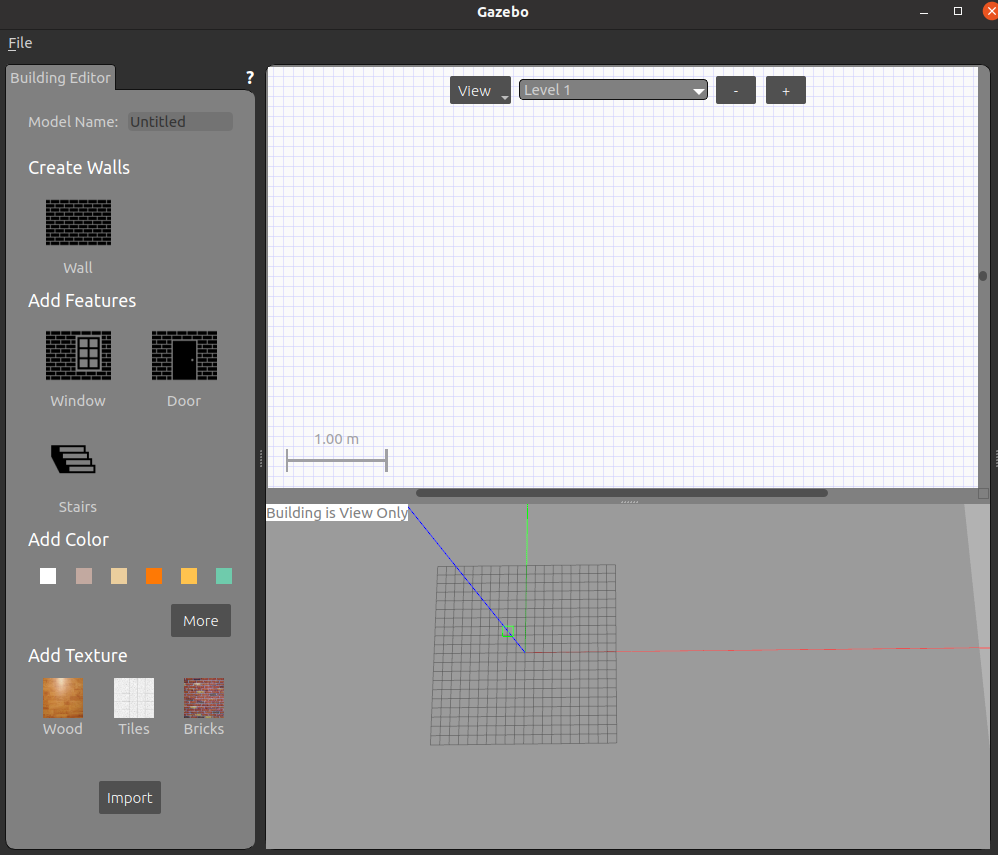 Gazebo
File
Building Editor
?
Model Name: Untitled
Create Walls
Wall
Add Features
Window Door
Stairs
Add Color
More
Add Texture
Wood Tiles Bricks
Import
View Level 1 - +
1.00 m
Building is View Only